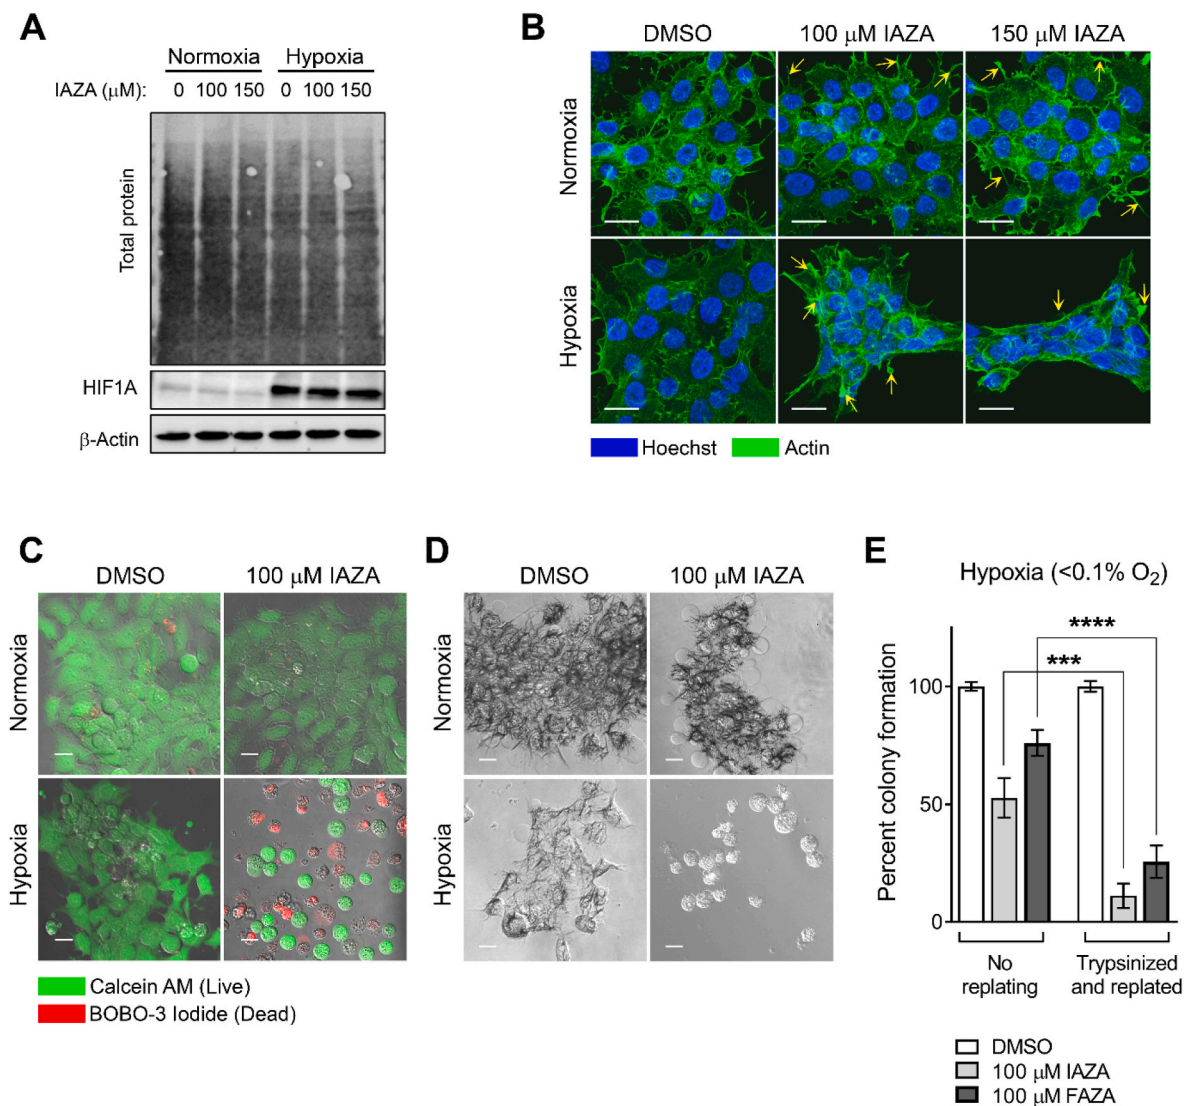 A
Normoxia Hypoxia
IAZA (µM): 0 100 150 0 100 150
Total protein
HIF1A
β-Actin
B
DMSO 100 µM IAZA 150 µM IAZA
Normoxia
Hypoxia
Hoechst Actin
C
DMSO 100 µM IAZA
Normoxia
Hypoxia
Calcein AM (Live)
BOBO-3 Iodide (Dead)
D
DMSO 100 µM IAZA
Normoxia
Hypoxia
E
Hypoxia (<0.1% O₂)
****
***
Percent colony formation
100
50
0
No Trypsinized
replating and replated
DMSO
100 µM IAZA
100 µM FAZA